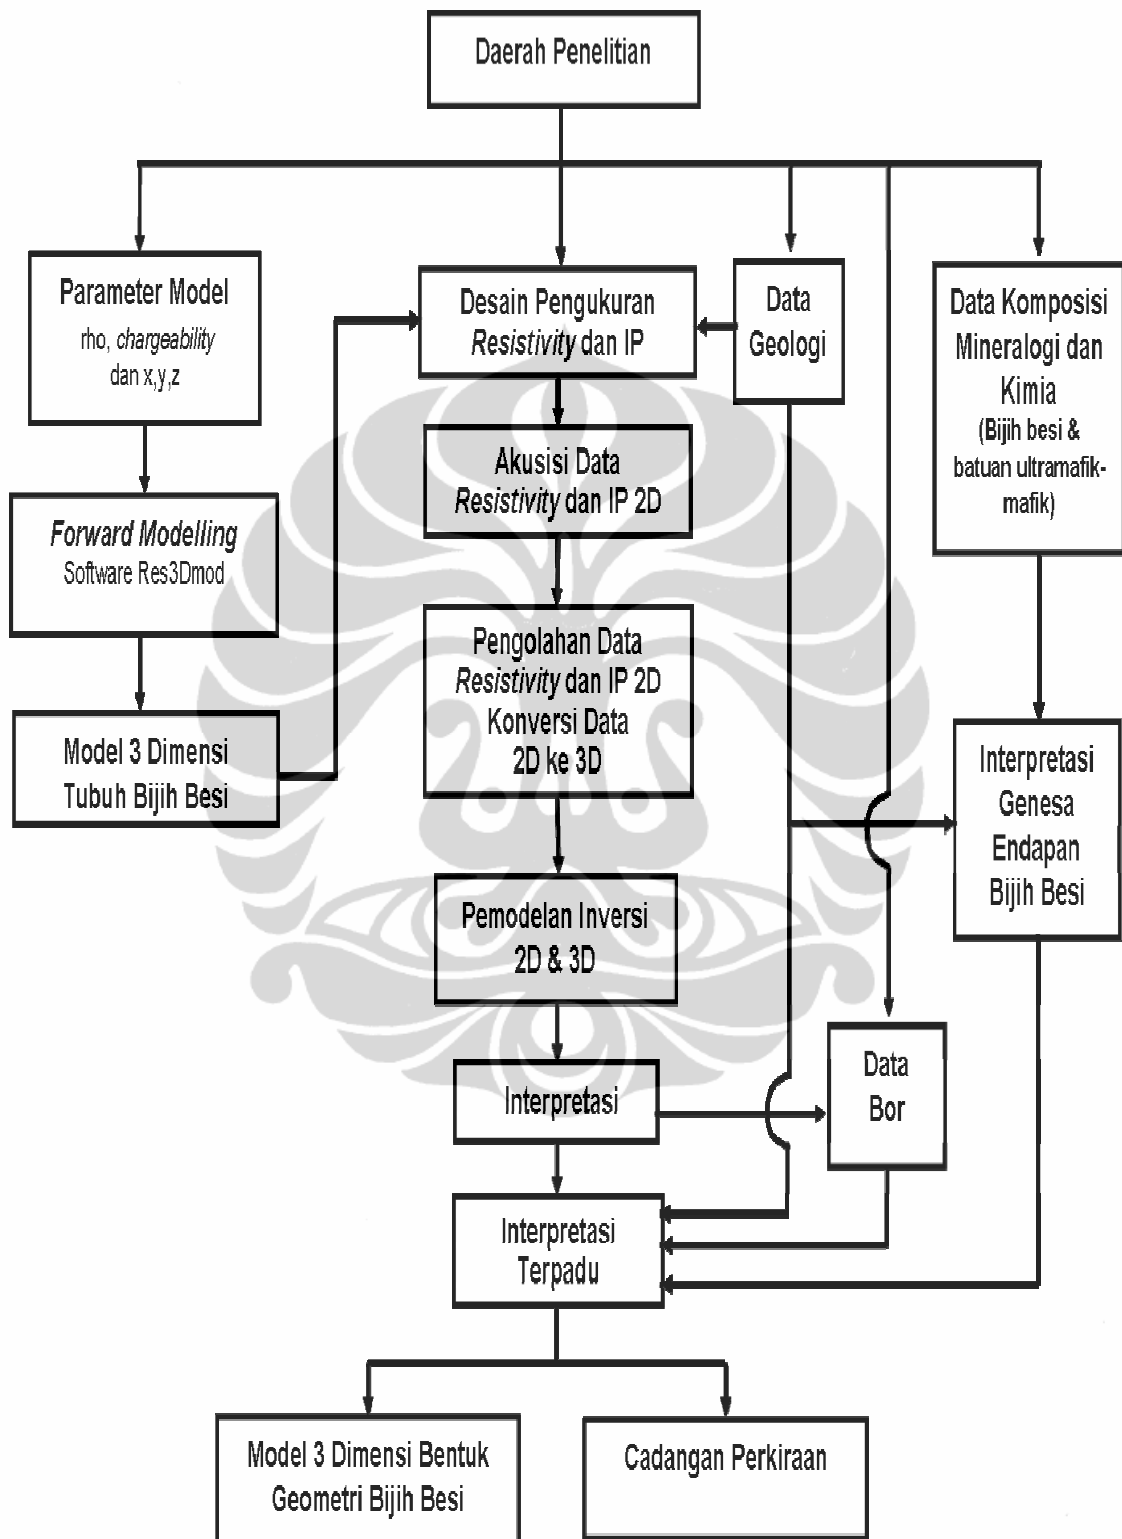 Daerah Penelitian
Parameter Model
rho, chargeability
dan x,y,z
Desain Pengukuran
Resistivity dan IP
Data
Geologi
Data Komposisi
Mineralogi dan
Kimia
(Bijih besi &
batuan ultramafik-
mafik)
Forward Modelling
Software Res3Dmod
Akusisi Data
Resistivity dan IP 2D
Pengolahan Data
Resistivity dan IP 2D
Konversi Data
2D ke 3D
Model 3 Dimensi
Tubuh Bijih Besi
Interpretasi
Genesa
Endapan
Bijih Besi
Pemodelan Inversi
2D & 3D
Data
Bor
Interpretasi
Interpretasi
Terpadu
Model 3 Dimensi Bentuk
Geometri Bijih Besi
Cadangan Perkiraan